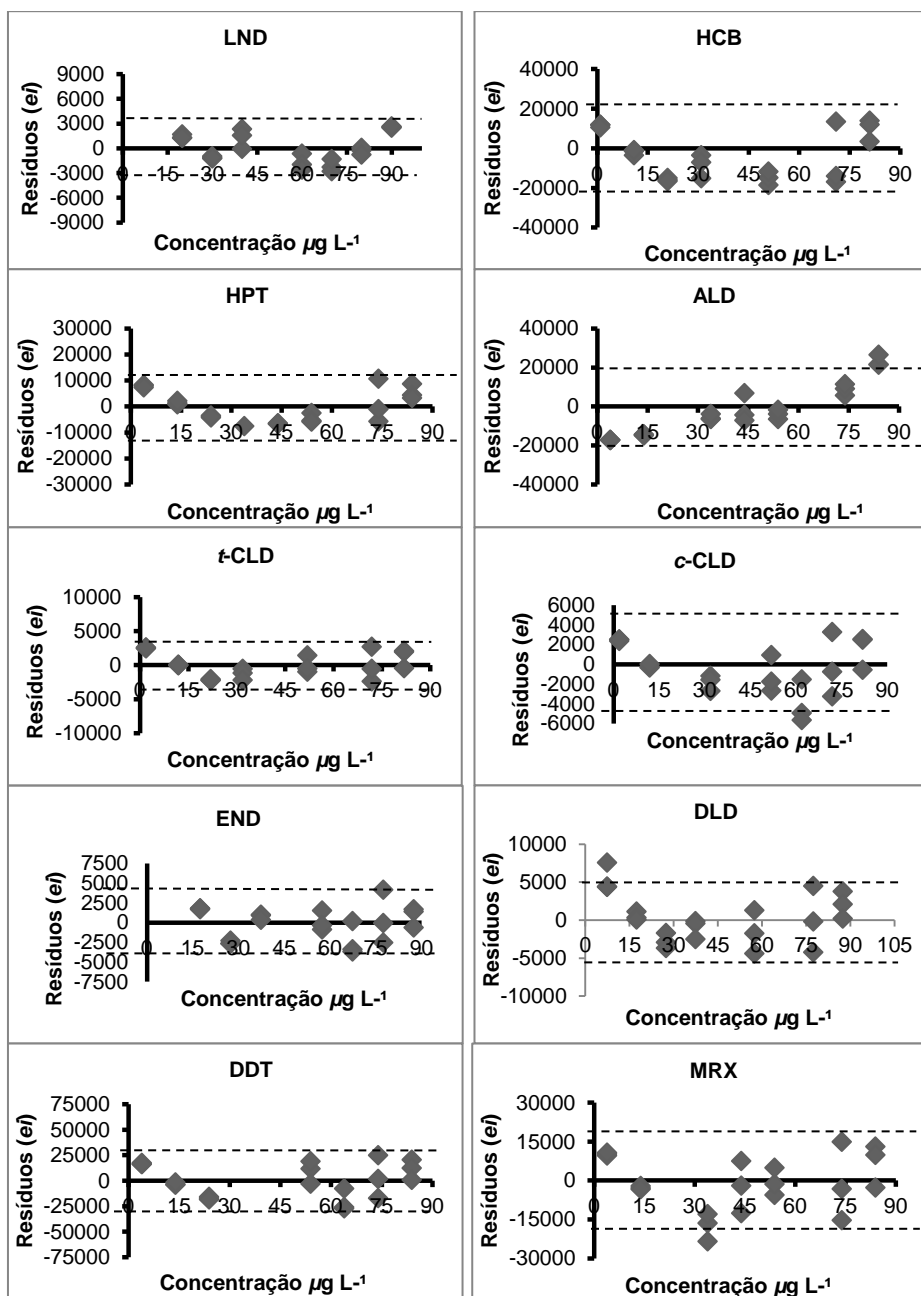 LND
9000
6000
3000
0
-3000
-6000
-9000
0 15 30 45 60 75 90
Resíduos (ei)
Concentração µg L-¹
HCB
40000
20000
0
-20000
-40000
0 15 30 45 60 75 90
Resíduos (ei)
Concentração µg L-¹
HPT
30000
20000
10000
0
-10000
-20000
-30000
0 15 30 45 60 75 90
Resíduos (ei)
Concentração µg L-¹
ALD
40000
20000
0
-20000
-40000
0 15 30 45 60 75 90
Resíduos (ei)
Concentração µg L-¹
t-CLD
10000
5000
0
-5000
-10000
0 15 30 45 60 75 90
Resíduos (ei)
Concentração µg L-¹
c-CLD
6000
4000
2000
0
-2000
-4000
-6000
0 15 30 45 60 75 90
Resíduos (ei)
Concentração µg L-¹
END
7500
5000
2500
0
-2500
-5000
-7500
0 15 30 45 60 75 90
Resíduos (ei)
Concentração µg L-¹
DLD
10000
5000
0
-5000
-10000
0 15 30 45 60 75 90 105
Resíduos (ei)
Concentração µg L-¹
DDT
75000
50000
25000
0
-25000
-50000
-75000
0 15 30 45 60 75 90
Resíduos (ei)
Concentração µg L-¹
MRX
30000
15000
0
-15000
-30000
0 15 30 45 60 75 90
Resíduos (ei)
Concentração µg L-¹